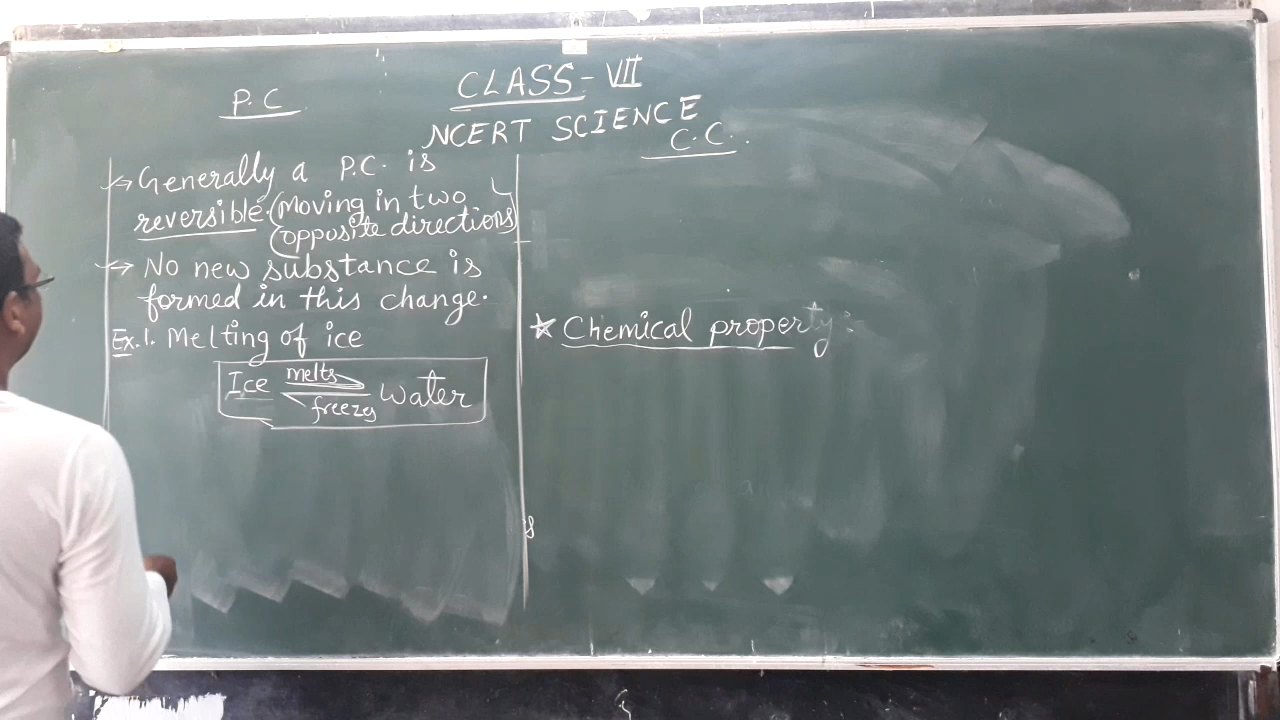 CLASS - VII
NCERT SCIENCE
P.C
→ Generally a P.C. is
reversible. (Moving in two
opposite directions)
→ No new substance is
formed in this change.
Ex. 1. Melting of ice
Ice melts freezes Water
C.C.
★ Chemical property: